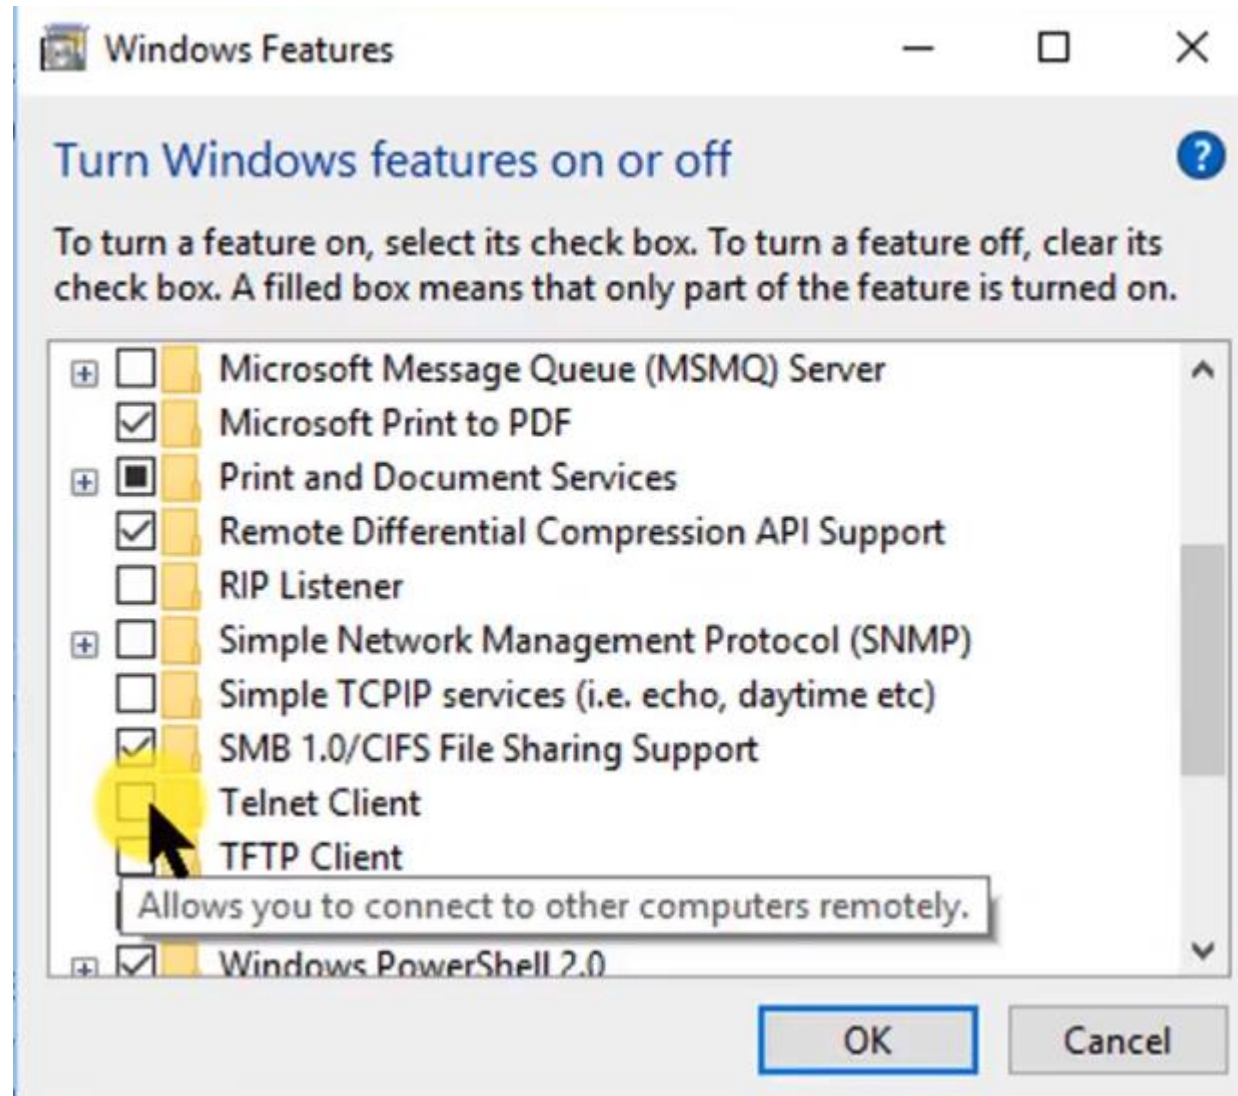 Windows Features
Turn Windows features on or off
To turn a feature on, select its check box. To turn a feature off, clear its
check box. A filled box means that only part of the feature is turned on.
Microsoft Message Queue (MSMQ) Server
Microsoft Print to PDF
Print and Document Services
Remote Differential Compression API Support
RIP Listener
Simple Network Management Protocol (SNMP)
Simple TCPIP services (i.e. echo, daytime etc)
SMB 1.0/CIFS File Sharing Support
Telnet Client
TFTP Client
Allows you to connect to other computers remotely.
Windows PowerShell 2.0
OK Cancel